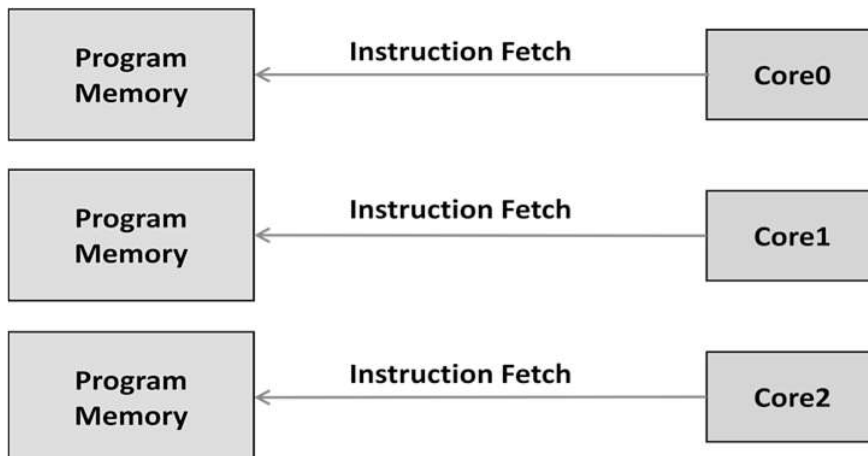 Program
Memory
Instruction Fetch
Core0
Program
Memory
Instruction Fetch
Core1
Program
Memory
Instruction Fetch
Core2